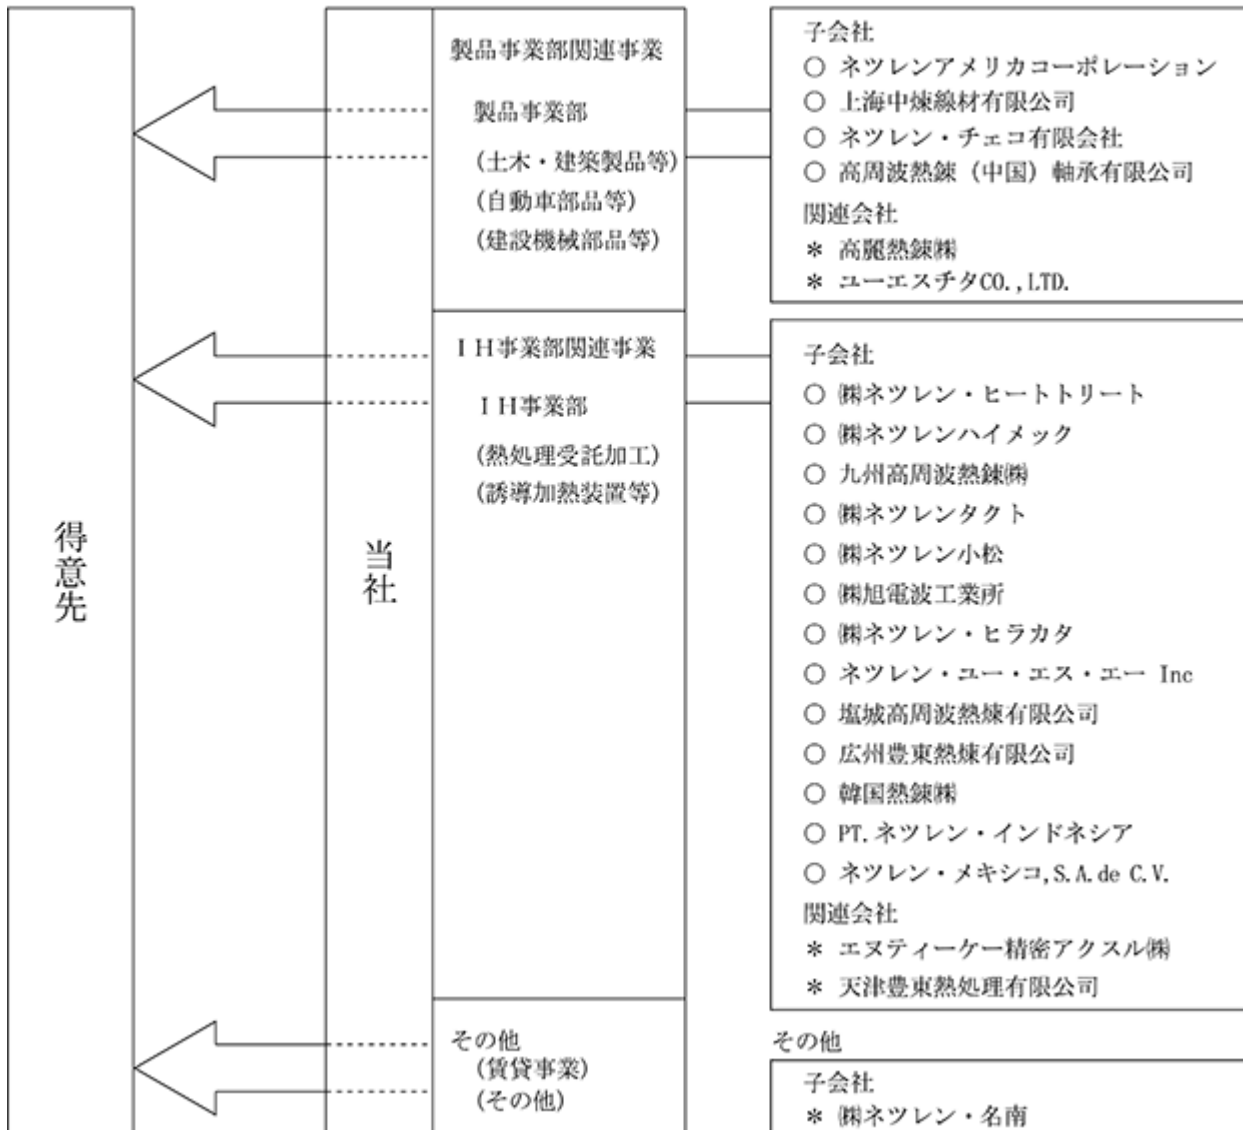 得意先
当社
製品事業部関連事業
製品事業部
(土木・建築製品等)
(自動車部品等)
(建設機械部品等)
子会社
○ ネツレンアメリカコーポレーション
○ 上海中煉線材有限公司
○ ネツレン・チェコ有限会社
○ 高周波熱錬（中国）軸承有限公司
関連会社
＊ 高麗熱錬㈱
＊ ユーエスチタCO.,LTD.
ＩＨ事業部関連事業
ＩＨ事業部
(熱処理受託加工)
(誘導加熱装置等)
子会社
○ ㈱ネツレン・ヒートトリート
○ ㈱ネツレンハイメック
○ 九州高周波熱錬㈱
○ ㈱ネツレンタクト
○ ㈱ネツレン小松
○ ㈱旭電波工業所
○ ㈱ネツレン・ヒラカタ
○ ネツレン・ユー・エス・エー Inc
○ 塩城高周波熱煉有限公司
○ 広州豊東熱煉有限公司
○ 韓国熱錬㈱
○ PT.ネツレン・インドネシア
○ ネツレン・メキシコ,S.A.de C.V.
関連会社
＊ エヌティーケー精密アクスル㈱
＊ 天津豊東熱処理有限公司
その他
(賃貸事業)
(その他)
その他
子会社
＊ ㈱ネツレン・名南